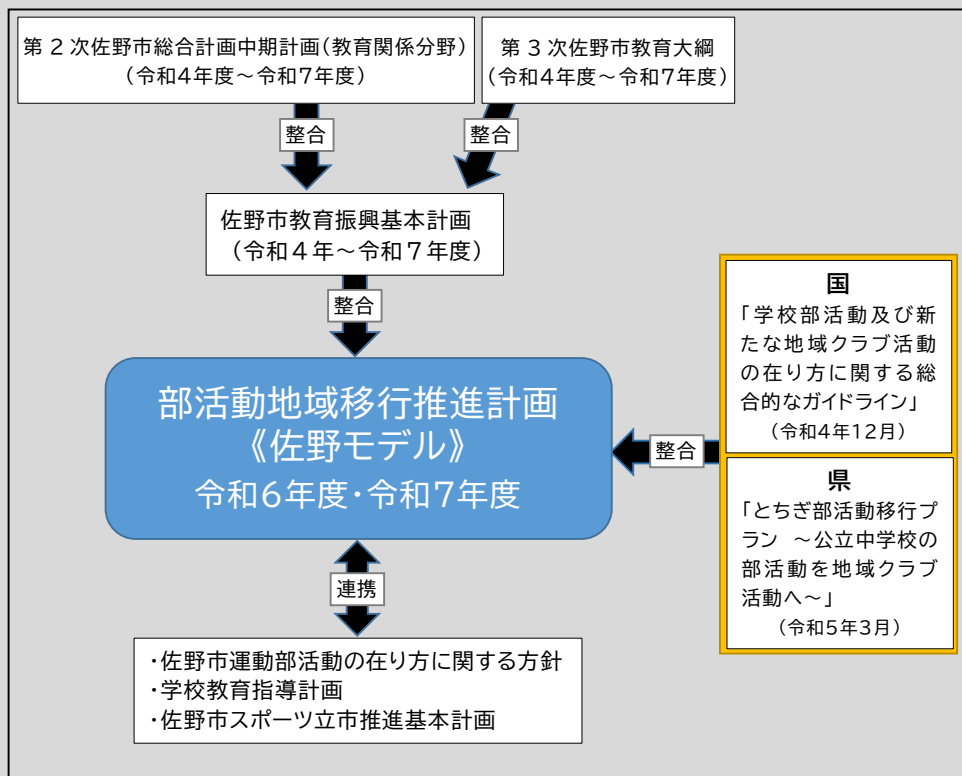 第2次佐野市総合計画中期計画(教育関係分野)
(令和4年度～令和7年度)
第3次佐野市教育大綱
(令和4年度～令和7年度)
整合
整合
佐野市教育振興基本計画
(令和4年～令和7年度)
整合
部活動地域移行推進計画
《佐野モデル》
令和6年度・令和7年度
整合
国
「学校部活動及び新
たな地域クラブ活動
の在り方に関する総
合的なガイドライン」
(令和4年12月)
県
「とちぎ部活動移行プ
ラン ～公立中学校の
部活動を地域クラブ
活動へ～」
(令和5年3月)
連携
・佐野市運動部活動の在り方に関する方針
・学校教育指導計画
・佐野市スポーツ立市推進基本計画